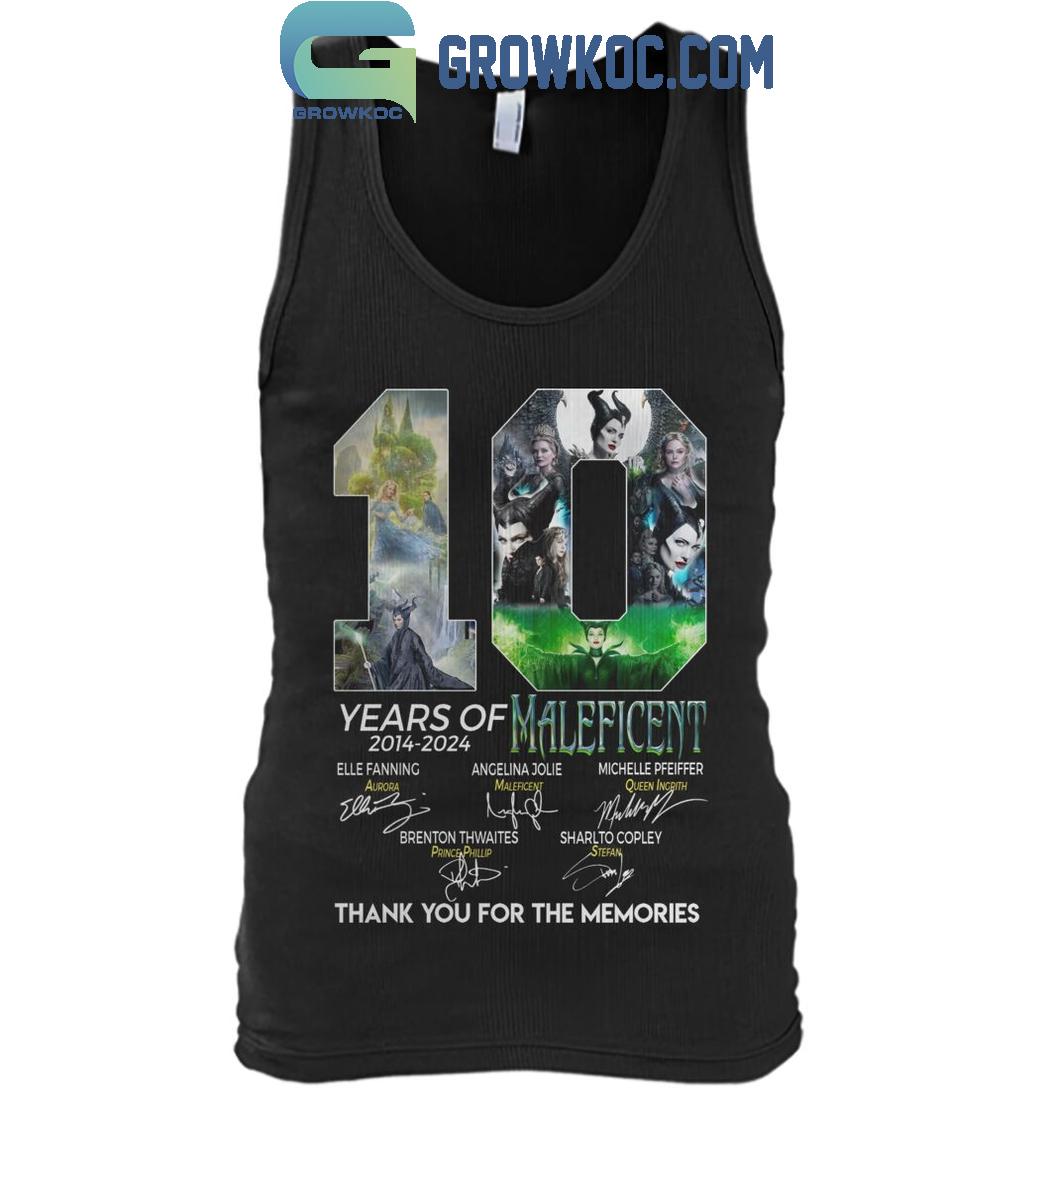 GROWKOC.COM
GROWKOC
10
YEARS OF MALEFICENT
2014-2024
ELLE FANNING ANGELINA JOLIE MICHELLE PFEIFFER
AURORA MALEFICENT QUEEN INGRITH
BRENTON THWAITES SHARLTO COPLEY
PRINCE PHILLIP STEFAN
THANK YOU FOR THE MEMORIES